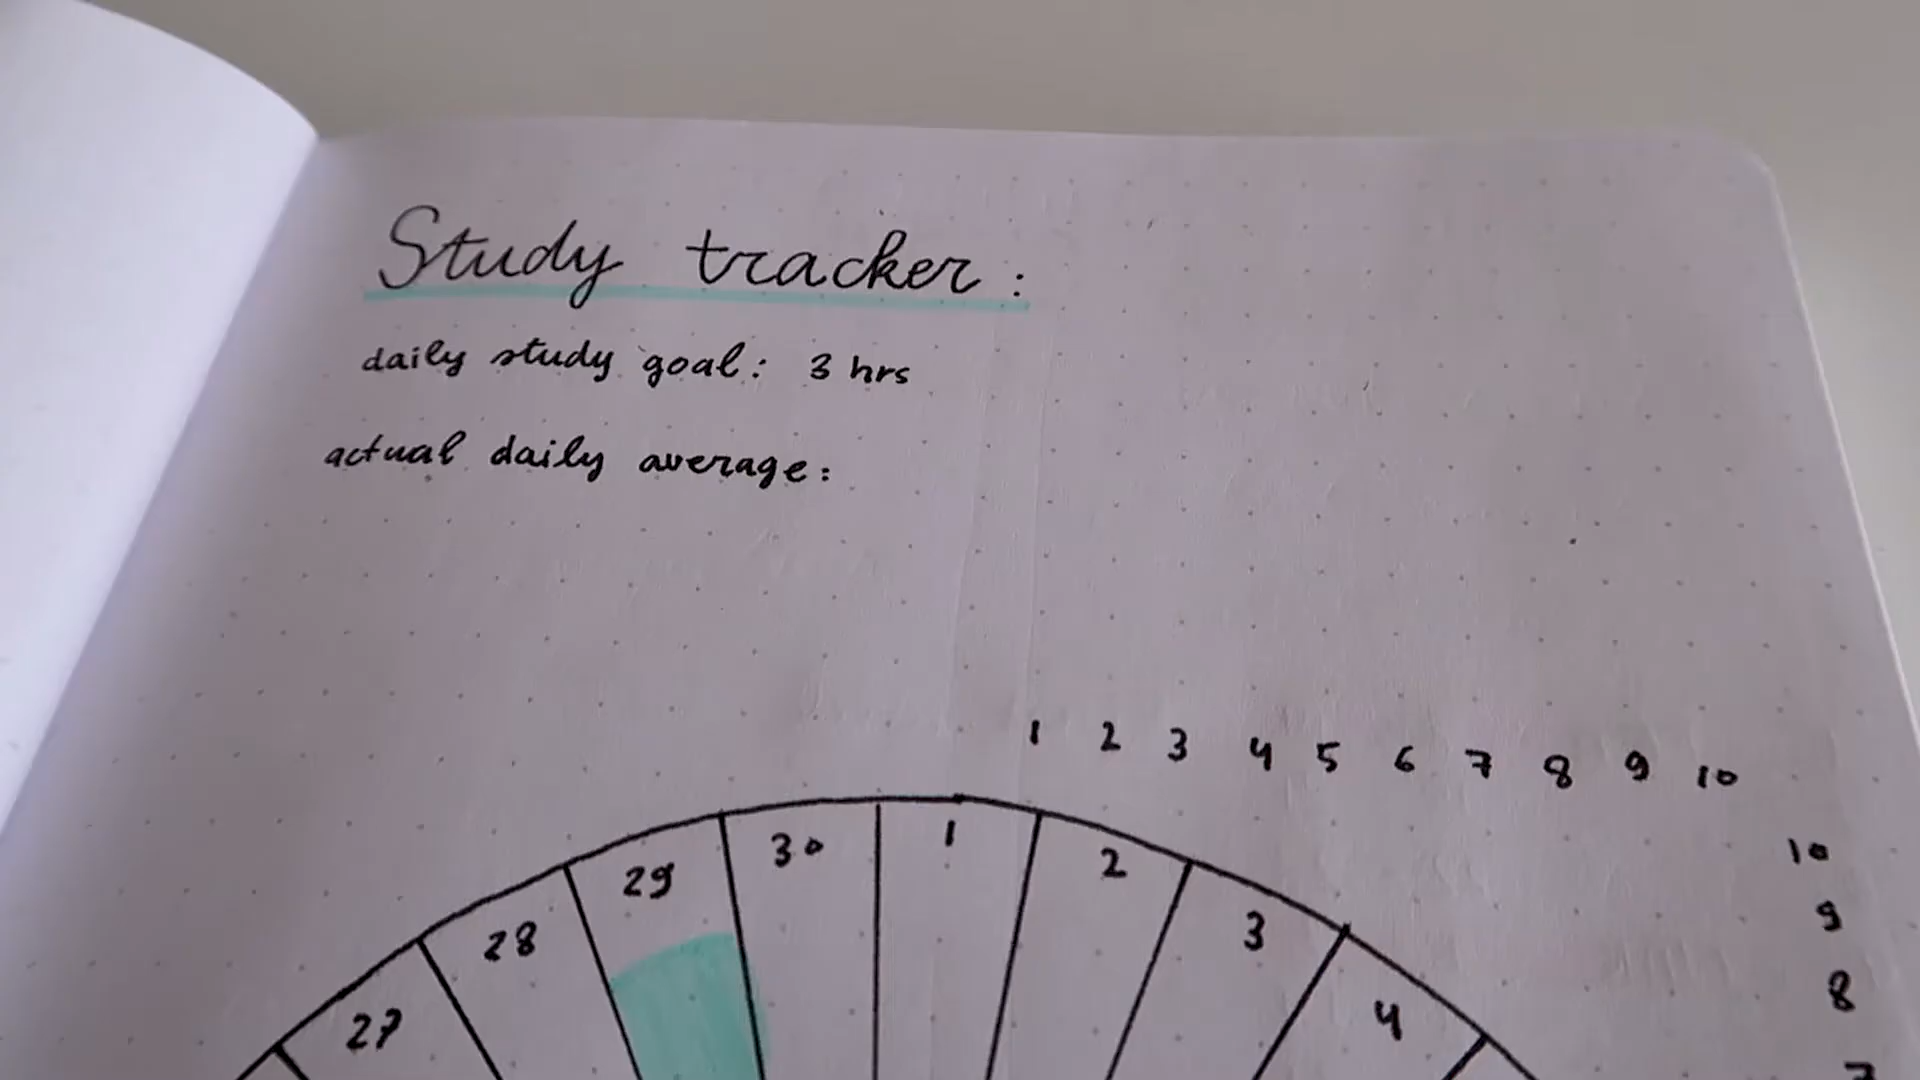 Study tracker:
daily study goal: 3 hrs
actual daily average:
1 2 3 4 5 6 7 8 9 10
10
9
8
7
27 28 29 30 1 2 3 4